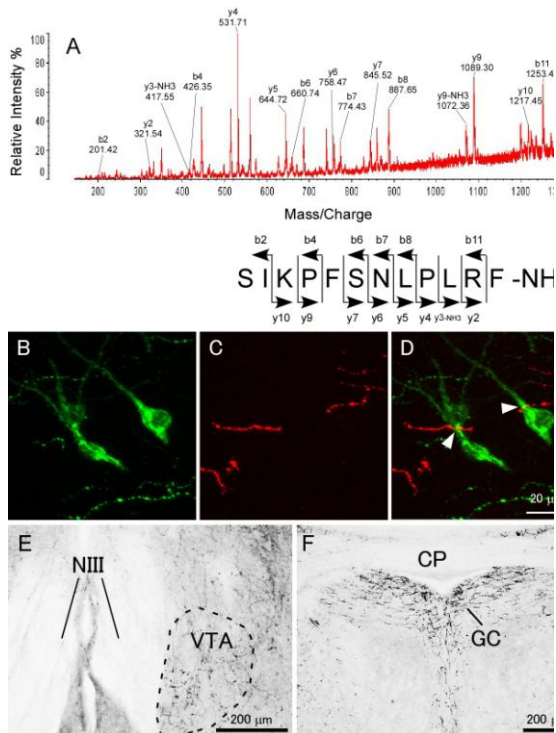 A
Relative Intensity %
100
80
60
40
20
0
b2
201.42
y2
321.54
y3-NH3
417.55
b4
426.35
y4
531.71
y5
644.72
b6
660.74
y6
758.47
b7
774.43
y7
845.52
b8
887.65
y9-NH3
1072.36
y9
1089.30
y10
1217.45
b11
1253.4
200 300 400 500 600 700 800 900 1000 1100 1200
Mass/Charge
b2 b4 b6 b7 b8 b11
S I K P F S N L P L R F -NH
y10 y9 y7 y6 y5 y4 y3-NH3 y2
B
C
D
20 μ
E
NIII
VTA
200 μm
F
CP
GC
200